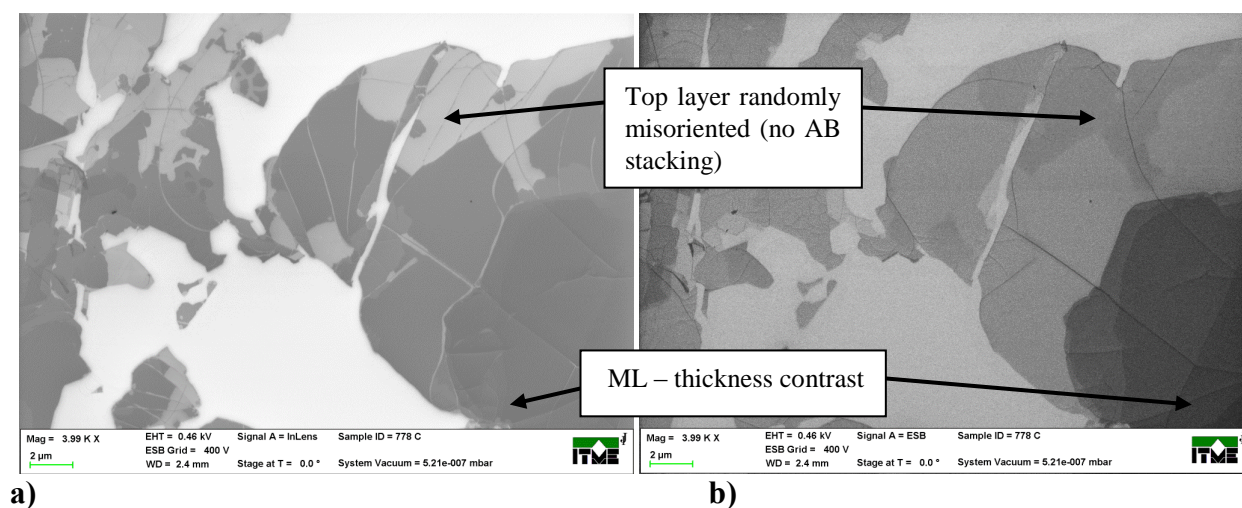 Top layer randomly
misoriented (no AB
stacking)
ML – thickness contrast
Mag = 3.99 K X
2 µm
EHT = 0.46 kV
ESB Grid = 400 V
WD = 2.4 mm
Signal A = InLens
Stage at T = 0.0 °
Sample ID = 778 C
System Vacuum = 5.21e-007 mbar
ITME
Mag = 3.99 K X
2 µm
EHT = 0.46 kV
ESB Grid = 400 V
WD = 2.4 mm
Signal A = ESB
Stage at T = 0.0 °
Sample ID = 778 C
System Vacuum = 5.21e-007 mbar
ITME
a)
b)